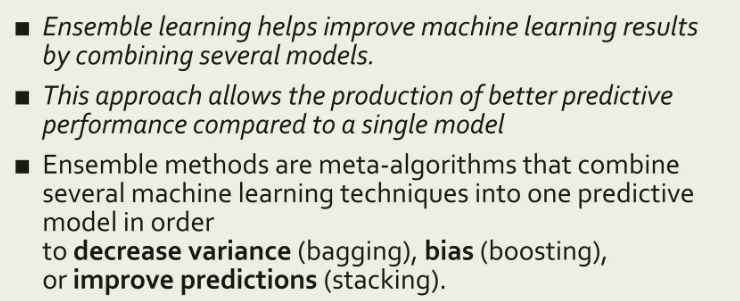 ■ Ensemble learning helps improve machine learning results
by combining several models.
■ This approach allows the production of better predictive
performance compared to a single model
■ Ensemble methods are meta-algorithms that combine
several machine learning techniques into one predictive
model in order
to decrease variance (bagging), bias (boosting),
or improve predictions (stacking).